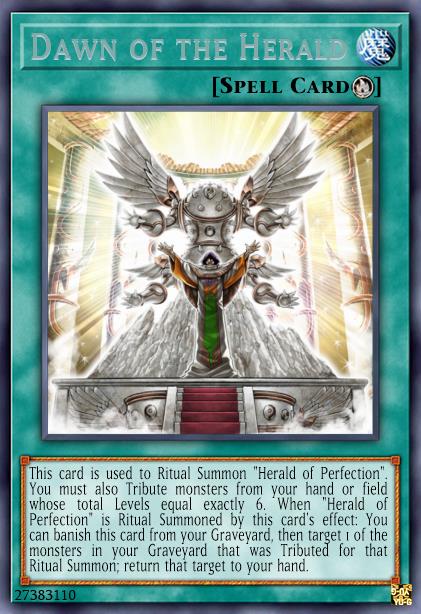 Dawn of the Herald
[Spell Card]
This card is used to Ritual Summon "Herald of Perfection".
You must also Tribute monsters from your hand or field
whose total Levels equal exactly 6. When "Herald of
Perfection" is Ritual Summoned by this card's effect: You
can banish this card from your Graveyard, then target 1 of the
monsters in your Graveyard that was Tributed for that
Ritual Summon; return that target to your hand.
27383110